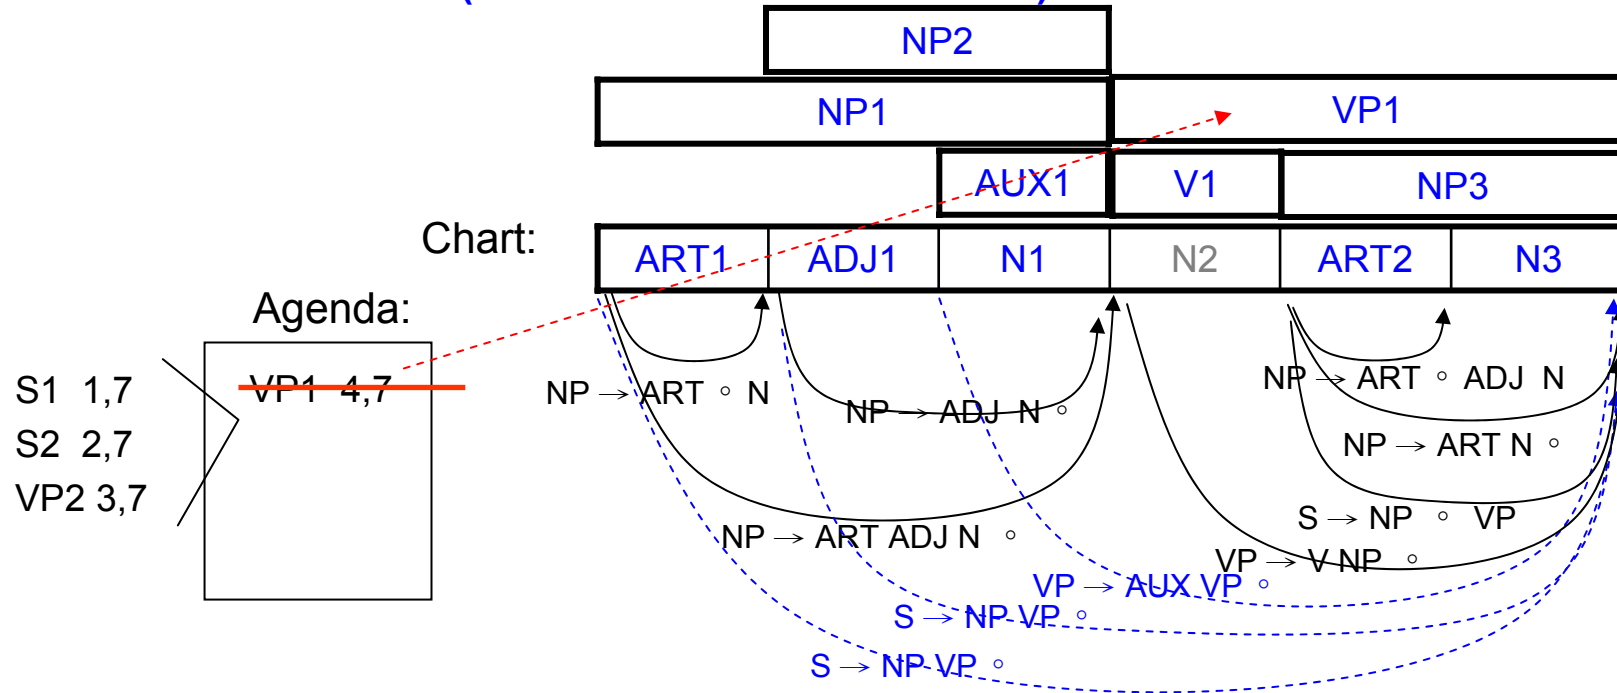 NP2
NP1
VP1
AUX1
V1
NP3
Chart:
ART1
ADJ1
N1
N2
ART2
N3
Agenda:
VP1 4,7
S1 1,7
S2 2,7
VP2 3,7
NP → ART ∘ N
NP → ADJ N ∘
NP → ART ∘ ADJ N
NP → ART N ∘
S → NP ∘ VP
NP → ART ADJ N ∘
VP → V NP ∘
VP → AUX VP ∘
S → NP VP ∘
S → NP VP ∘